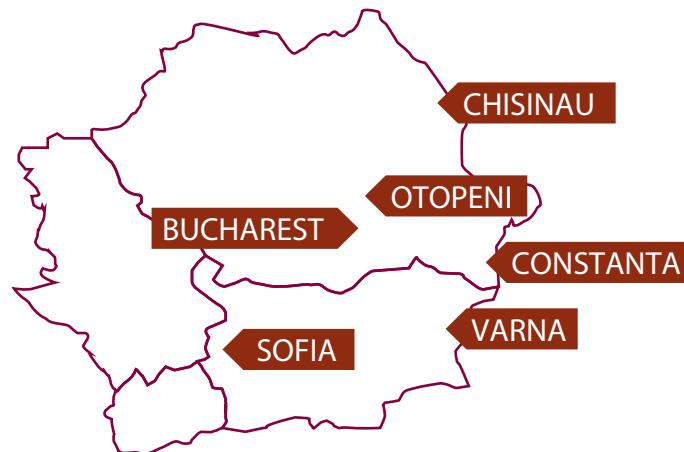 CHISINAU
OTOPENI
BUCHAREST
CONSTANTA
VARNA
SOFIA